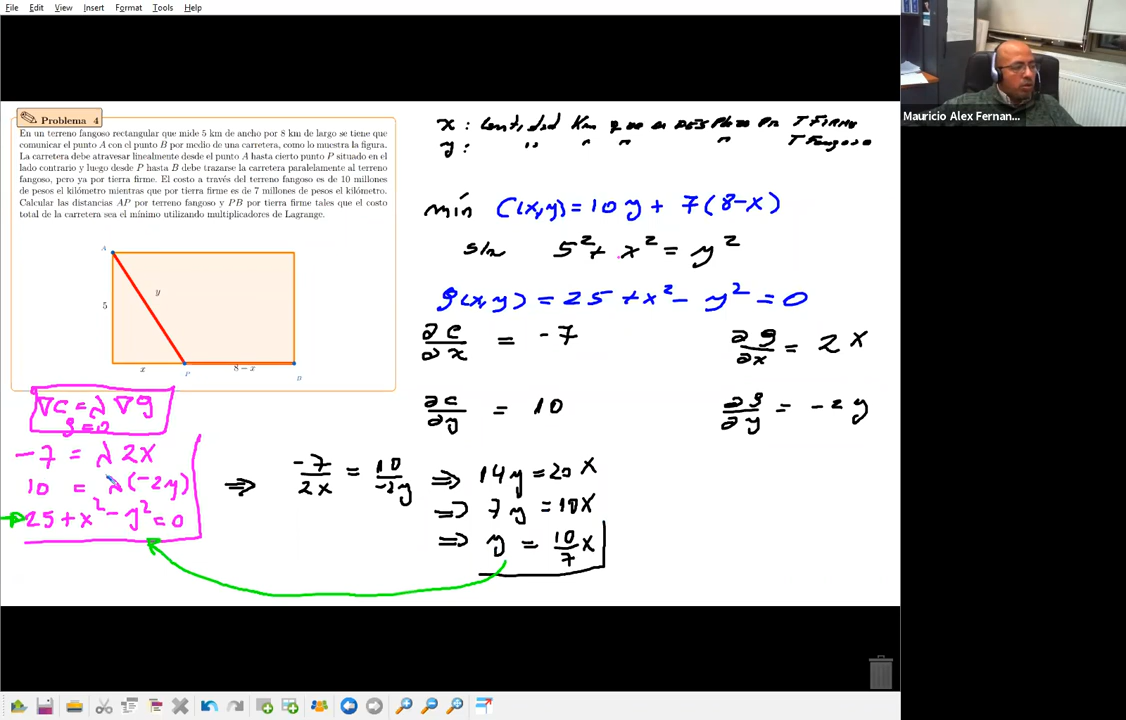 File Edit View Insert Format Tools Help
Problema 4
En un terreno fangoso rectangular que mide 5 km de ancho por 8 km de largo se tiene que
comunicar el punto A con el punto B por medio de una carretera, como lo muestra la figura.
La carretera debe atravesar linealmente desde el punto A hasta cierto punto P situado en el
lado contrario y luego desde P hasta B debe trazarse la carretera paralelamente al terreno
fangoso, pero ya por tierra firme. El costo a través del terreno fangoso es de 10 millones
de pesos el kilómetro mientras que por tierra firme es de 7 millones de pesos el kilómetro.
Calcular las distancias AP por terreno fangoso y PB por tierra firme tales que el costo
total de la carretera sea el mínimo utilizando multiplicadores de Lagrange.
A
y
5
x
P
8 − x
x : Cantidad Km que T Firme
y : " " " " T Fangoso
mín C(x,y) = 10y + 7(8-x)
5² + x² = y²
g(x,y) = 25 + x² - y² = 0
∂C/∂x = -7
∂g/∂x = 2x
∂C/∂y = 10
∂g/∂y = -2y
∇C = λ∇g
g=0
-7 = λ2x
10 = λ(-2y)
25 + x² - y² = 0
⇒ -7/2x = 10/-2y ⇒ 14y = 20x
⇒ 7y = 10x
⇒ y = 10/7 x
Mauricio Alex Fernan...